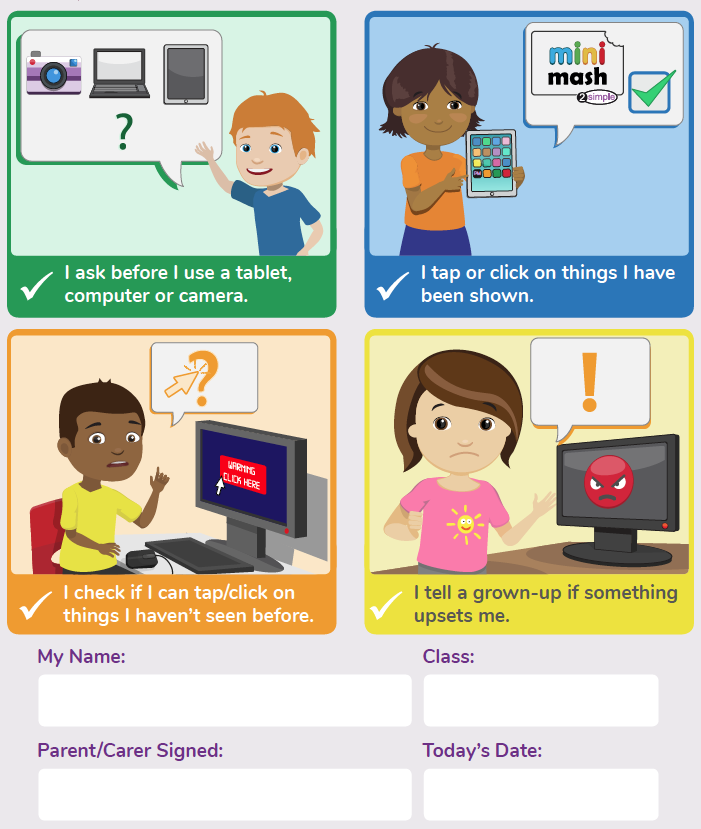 ?
mini
mash
2simple
I ask before I use a tablet,
computer or camera.
I tap or click on things I have
been shown.
?
WARNING
CLICK HERE
!
I check if I can tap/click on
things I haven't seen before.
I tell a grown-up if something
upsets me.
My Name:
Class:
Parent/Carer Signed:
Today's Date: